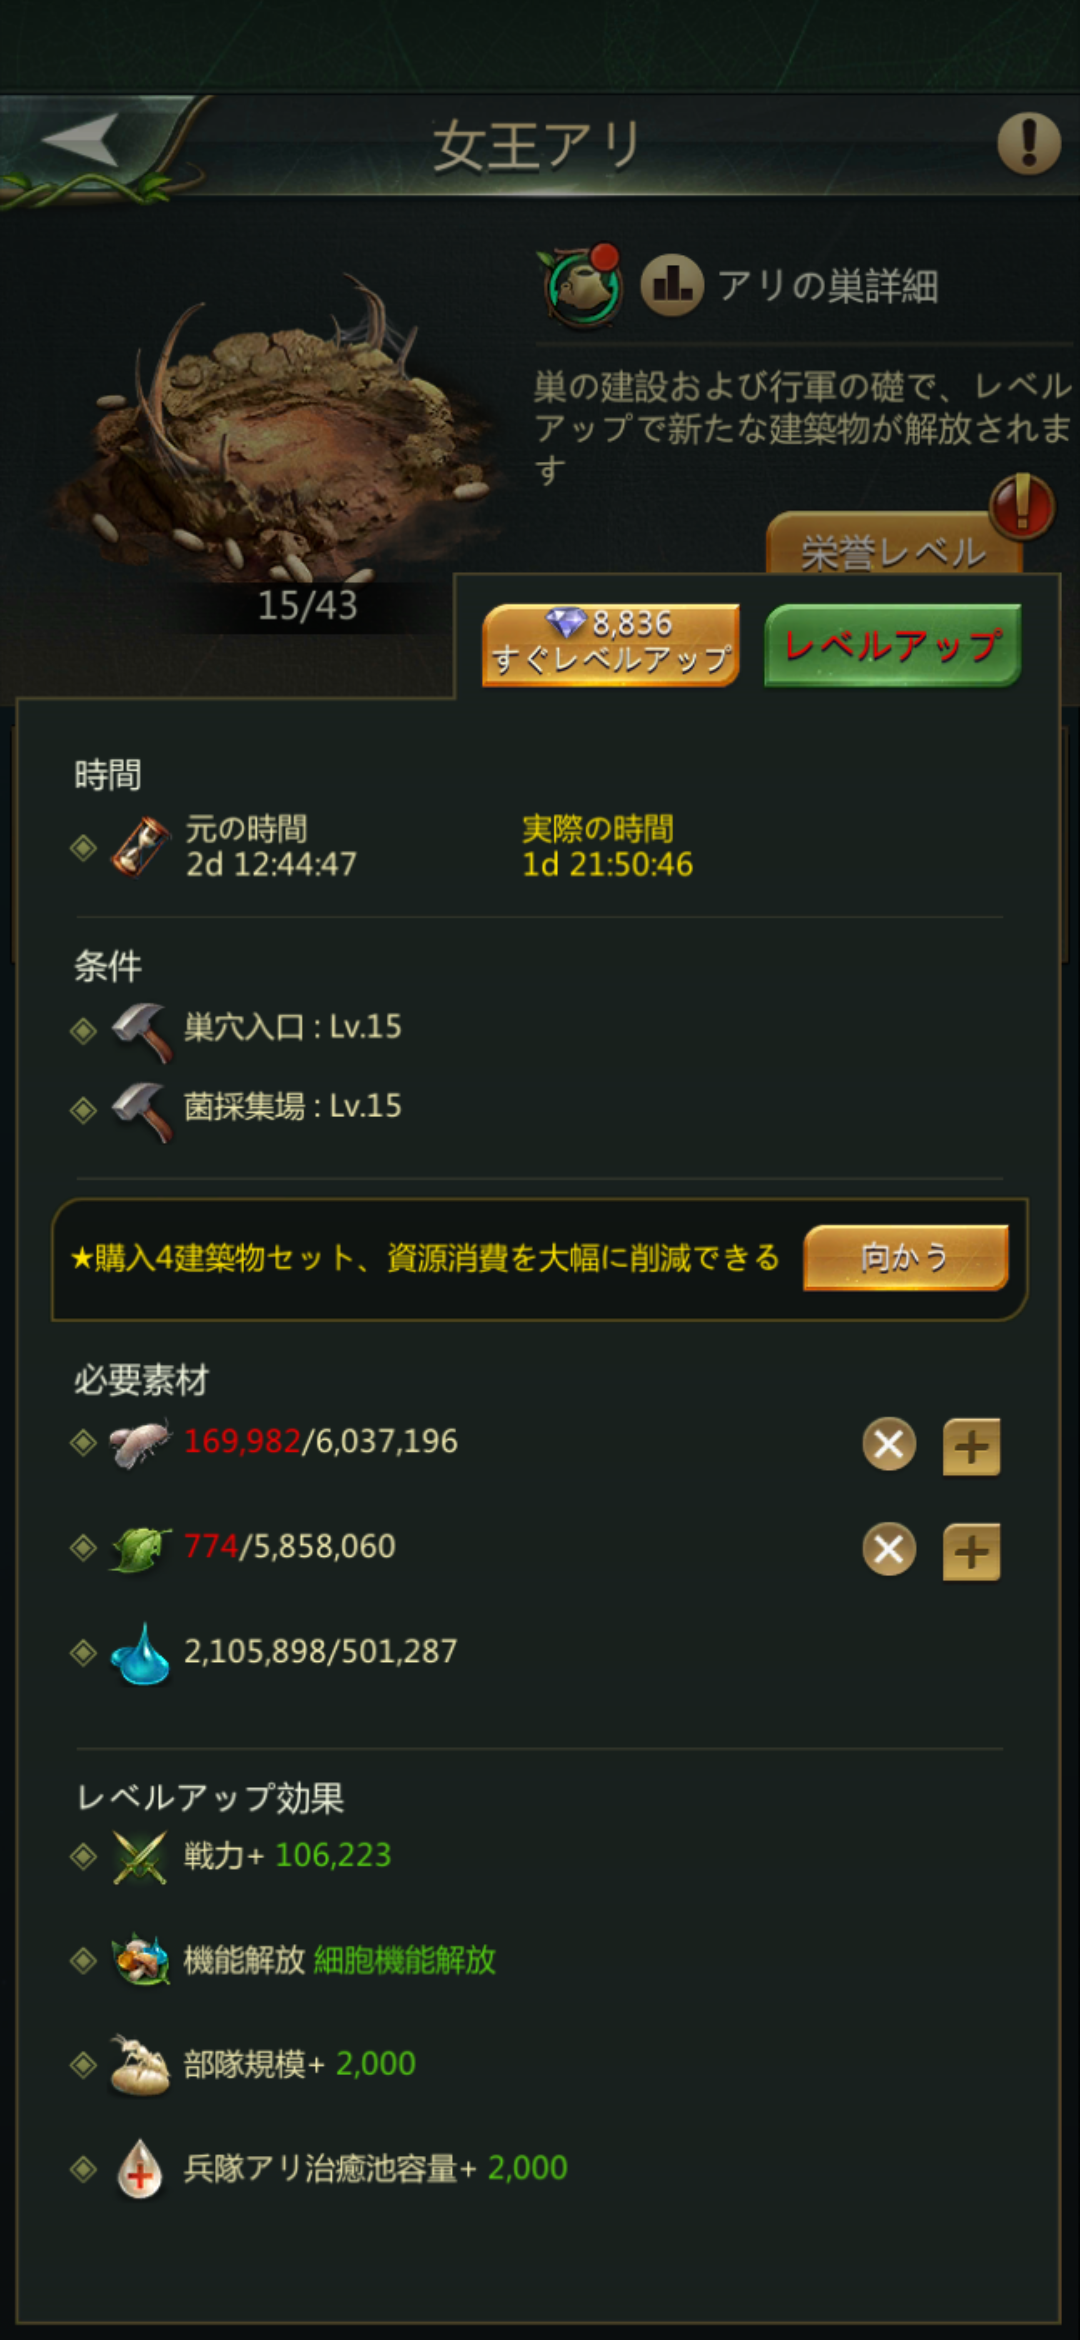 女王アリ
アリの巣詳細
巣の建設および行軍の礎で、レベル
アップで新たな建築物が解放されま
す
栄誉レベル
15/43
8,836
すぐレベルアップ
レベルアップ
時間
元の時間
2d 12:44:47
実際の時間
1d 21:50:46
条件
巣穴入口 : Lv.15
菌採集場 : Lv.15
★購入4建築物セット、資源消費を大幅に削減できる
向かう
必要素材
169,982/6,037,196
774/5,858,060
2,105,898/501,287
レベルアップ効果
戦力+ 106,223
機能解放 細胞機能解放
部隊規模+ 2,000
兵隊アリ治癒池容量+ 2,000